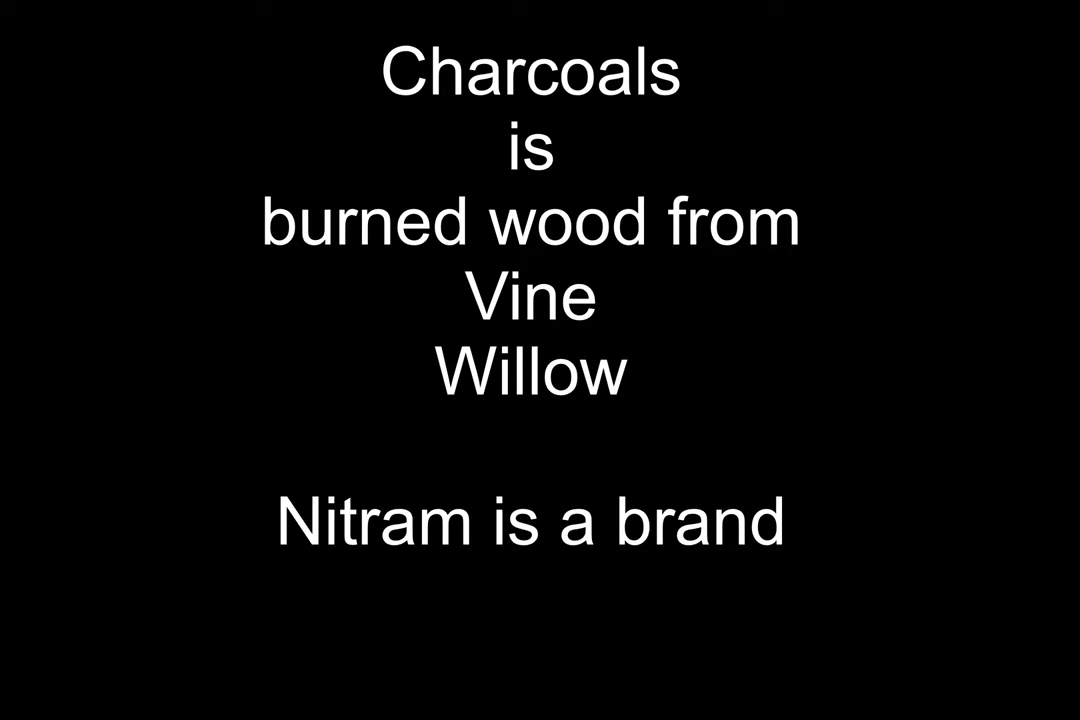 Charcoals
is
burned wood from
Vine
Willow
Nitram is a brand